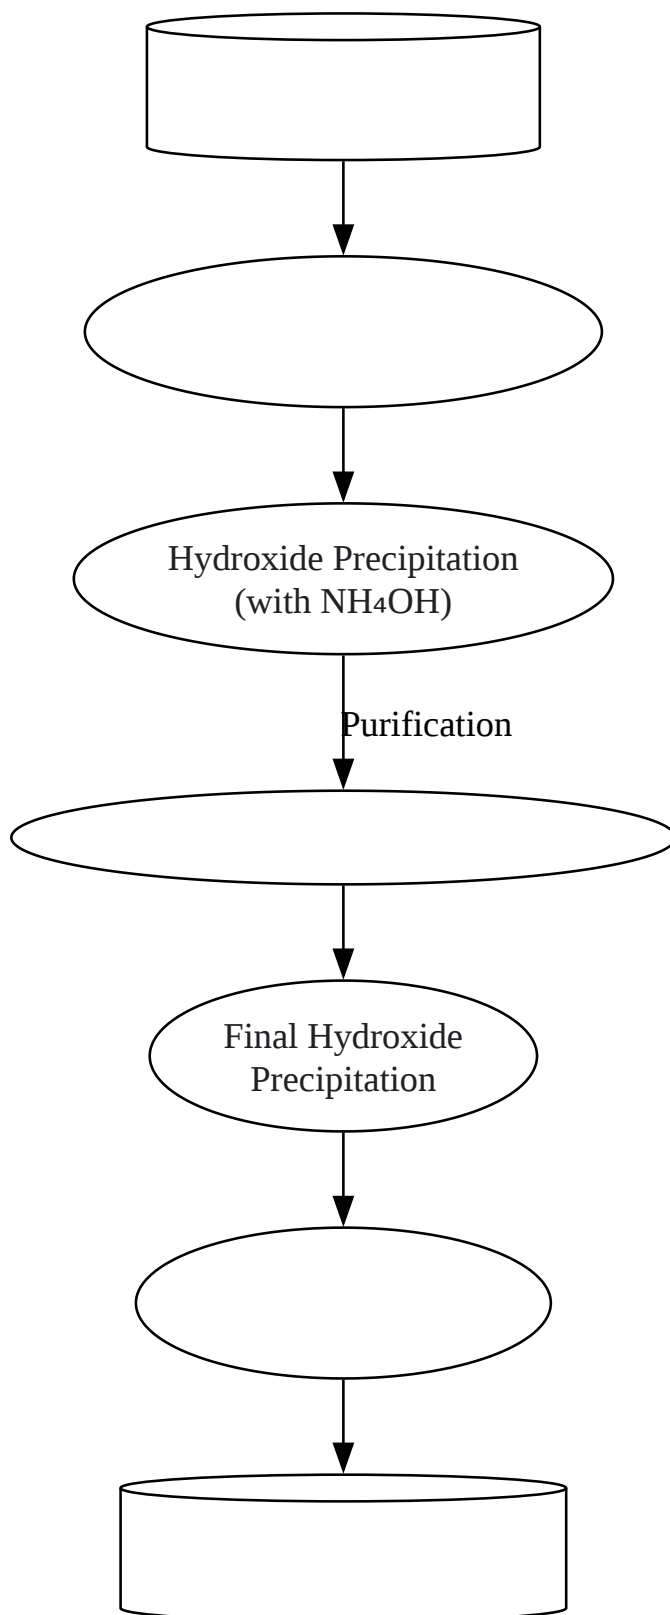 Hydroxide Precipitation
(with NH₄OH)
Purification
Final Hydroxide
Precipitation